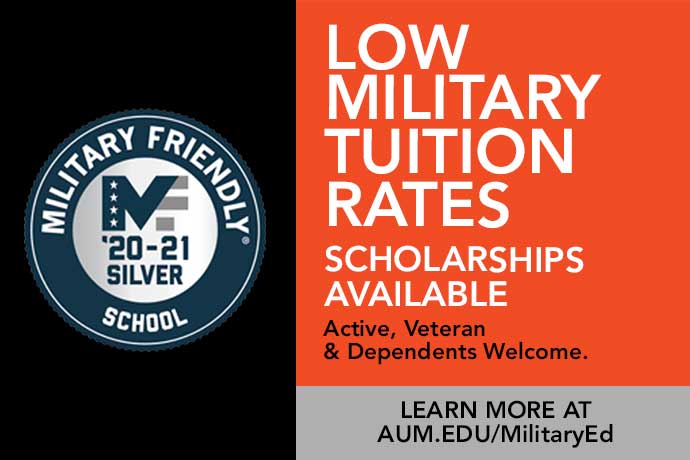 MILITARY FRIENDLY®
MF
'20-21
SILVER
SCHOOL
LOW
MILITARY
TUITION
RATES
SCHOLARSHIPS
AVAILABLE
Active, Veteran
& Dependents Welcome.
LEARN MORE AT
AUM.EDU/MilitaryEd